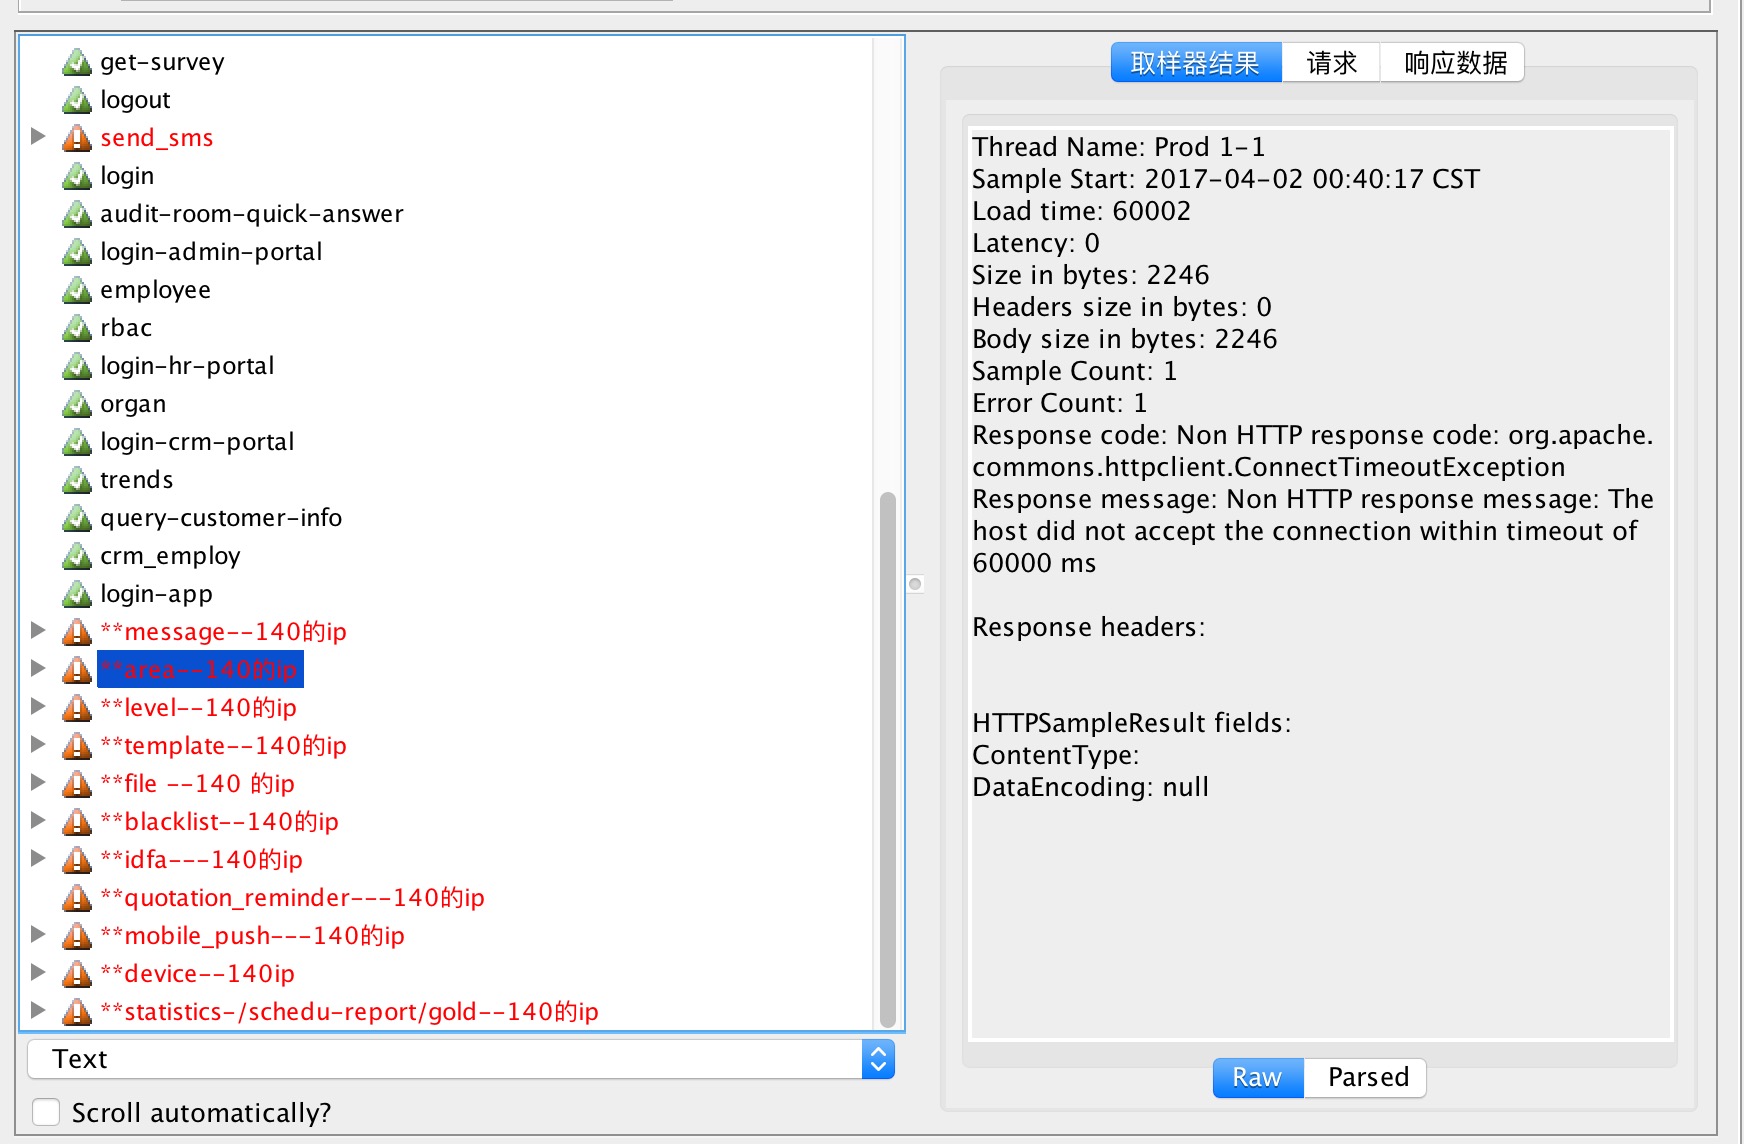 get-survey
logout
send_sms
login
audit-room-quick-answer
login-admin-portal
employee
rbac
login-hr-portal
organ
login-crm-portal
trends
query-customer-info
crm_employ
login-app
**message--140的ip
**area--140的ip
**level--140的ip
**template--140的ip
**file --140 的ip
**blacklist--140的ip
**idfa---140的ip
**quotation_reminder---140的ip
**mobile_push---140的ip
**device--140ip
**statistics-/schedu-report/gold--140的ip
Text
Scroll automatically?
取样器结果 请求 响应数据
Thread Name: Prod 1-1
Sample Start: 2017-04-02 00:40:17 CST
Load time: 60002
Latency: 0
Size in bytes: 2246
Headers size in bytes: 0
Body size in bytes: 2246
Sample Count: 1
Error Count: 1
Response code: Non HTTP response code: org.apache.
commons.httpclient.ConnectTimeoutException
Response message: Non HTTP response message: The
host did not accept the connection within timeout of
60000 ms
Response headers:
HTTPSampleResult fields:
ContentType:
DataEncoding: null
Raw Parsed